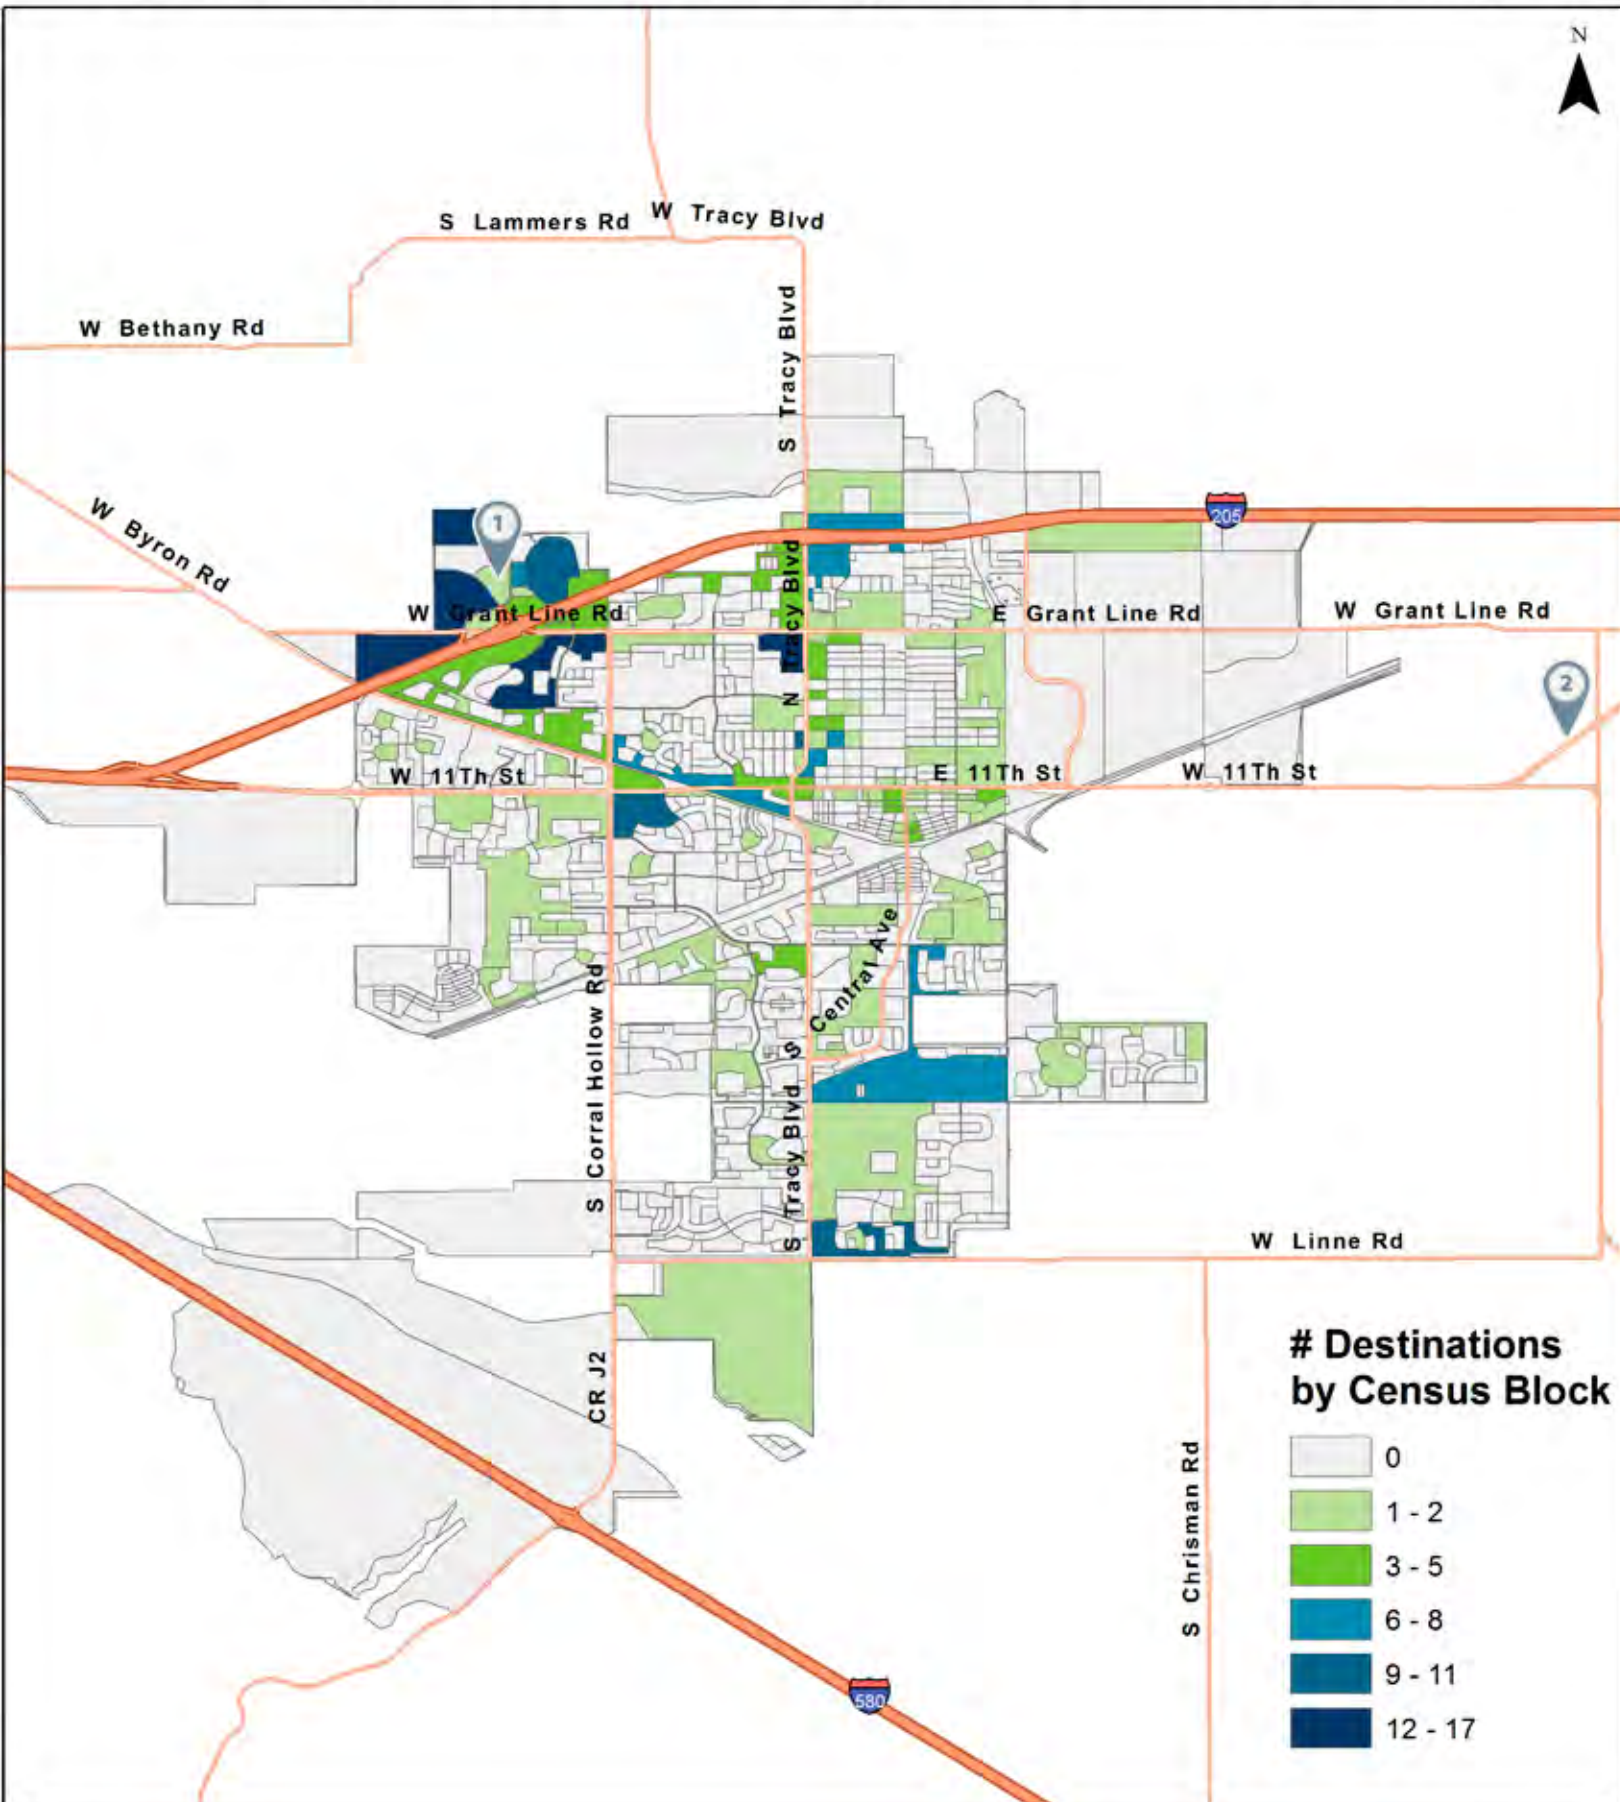 N
S Lammers Rd
W Tracy Blvd
W Bethany Rd
S Tracy Blvd
W Byron Rd
1
205
W Grant Line Rd
E Grant Line Rd
W Grant Line Rd
N Tracy Blvd
2
W 11Th St
E 11Th St
W 11Th St
S Central Ave
S Corral Hollow Rd
S Tracy Blvd
W Linne Rd
CR J2
S Chrisman Rd
580
# Destinations
by Census Block
0
1 - 2
3 - 5
6 - 8
9 - 11
12 - 17